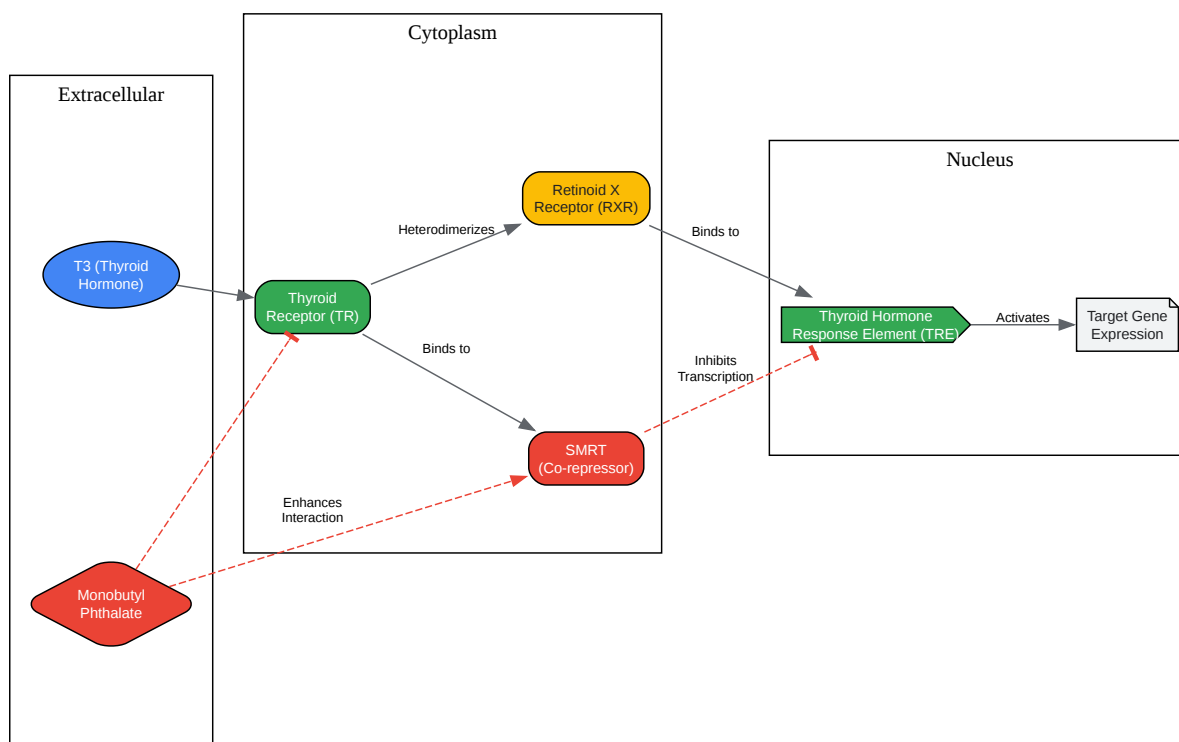 Extracellular
T3 (Thyroid
Hormone)
Monobutyl
Phthalate
Cytoplasm
Thyroid
Receptor (TR)
Heterodimerizes
Retinoid X
Receptor (RXR)
Binds to
SMRT
(Co-repressor)
Enhances
Interaction
Binds to
Inhibits
Transcription
Nucleus
Thyroid Hormone
Response Element (TRE)
Activates
Target Gene
Expression